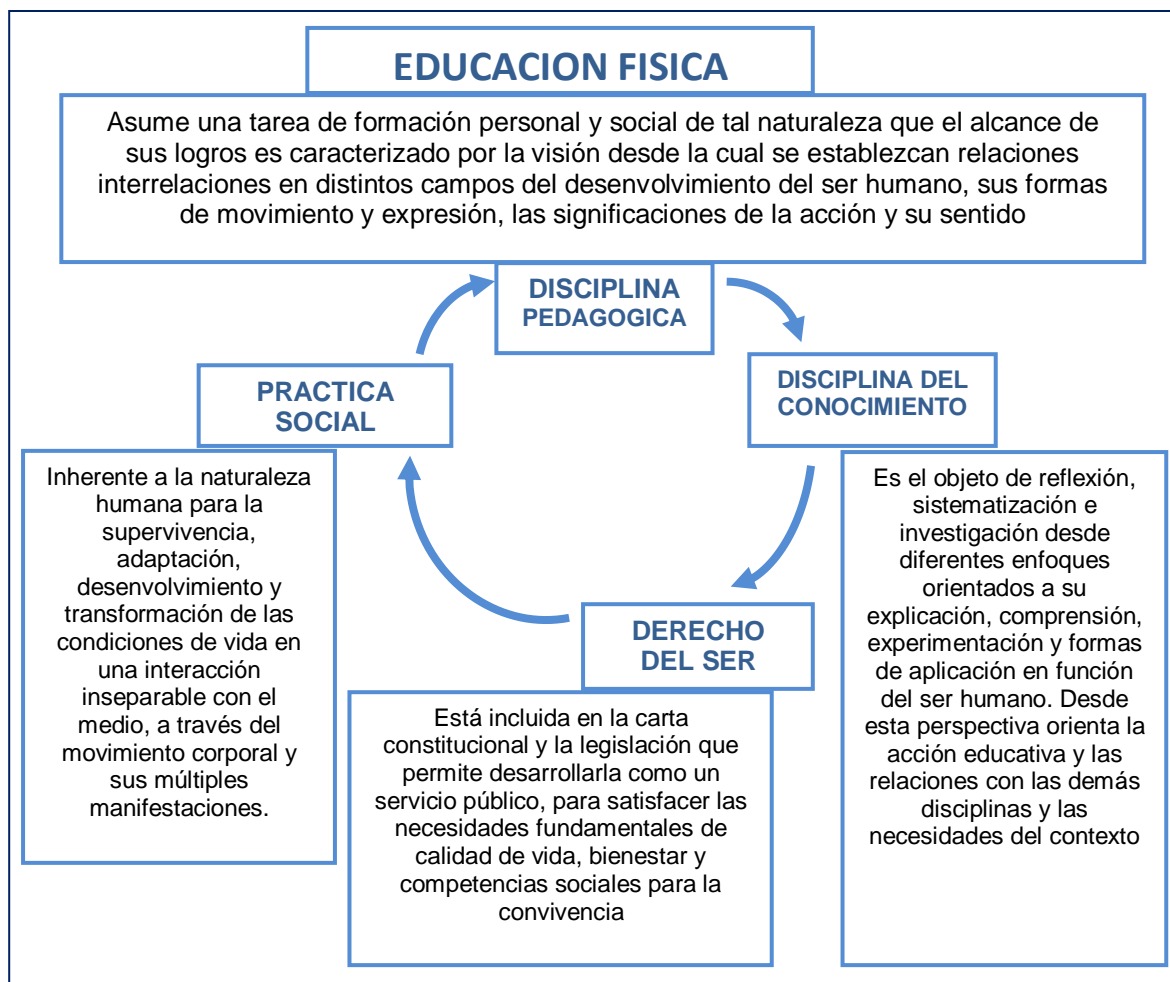 EDUCACION FISICA
Asume una tarea de formación personal y social de tal naturaleza que el alcance de
sus logros es caracterizado por la visión desde la cual se establezcan relaciones
interrelaciones en distintos campos del desenvolvimiento del ser humano, sus formas
de movimiento y expresión, las significaciones de la acción y su sentido
DISCIPLINA
PEDAGOGICA
DISCIPLINA DEL
CONOCIMIENTO
Es el objeto de reflexión,
sistematización e
investigación desde
diferentes enfoques
orientados a su
explicación, comprensión,
experimentación y formas
de aplicación en función
del ser humano. Desde
esta perspectiva orienta la
acción educativa y las
relaciones con las demás
disciplinas y las
necesidades del contexto
DERECHO
DEL SER
Está incluida en la carta
constitucional y la legislación que
permite desarrollarla como un
servicio público, para satisfacer las
necesidades fundamentales de
calidad de vida, bienestar y
competencias sociales para la
convivencia
PRACTICA
SOCIAL
Inherente a la naturaleza
humana para la
supervivencia,
adaptación,
desenvolvimiento y
transformación de las
condiciones de vida en
una interacción
inseparable con el
medio, a través del
movimiento corporal y
sus múltiples
manifestaciones.